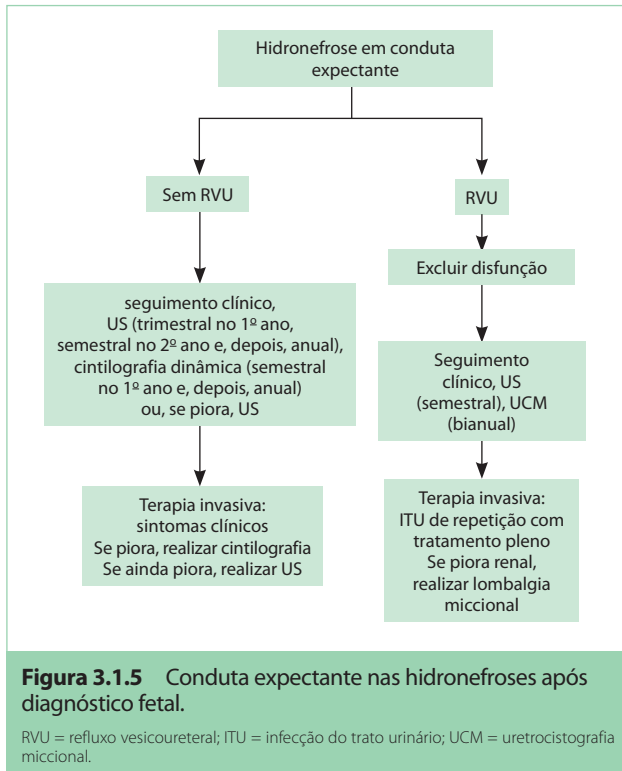 Hidronefrose em conduta
expectante
Sem RVU
RVU
Excluir disfunção
seguimento clínico,
US (trimestral no 1º ano,
semestral no 2º ano e, depois, anual),
cintilografia dinâmica (semestral
no 1º ano e, depois, anual)
ou, se piora, US
Seguimento
clínico, US
(semestral), UCM
(bianual)
Terapia invasiva:
sintomas clínicos
Se piora, realizar cintilografia
Se ainda piora, realizar US
Terapia invasiva:
ITU de repetição com
tratamento pleno
Se piora renal,
realizar lombalgia
miccional
Figura 3.1.5 Conduta expectante nas hidronefroses após
diagnóstico fetal.
RVU = refluxo vesicoureteral; ITU = infecção do trato urinário; UCM = uretrocistografia
miccional.